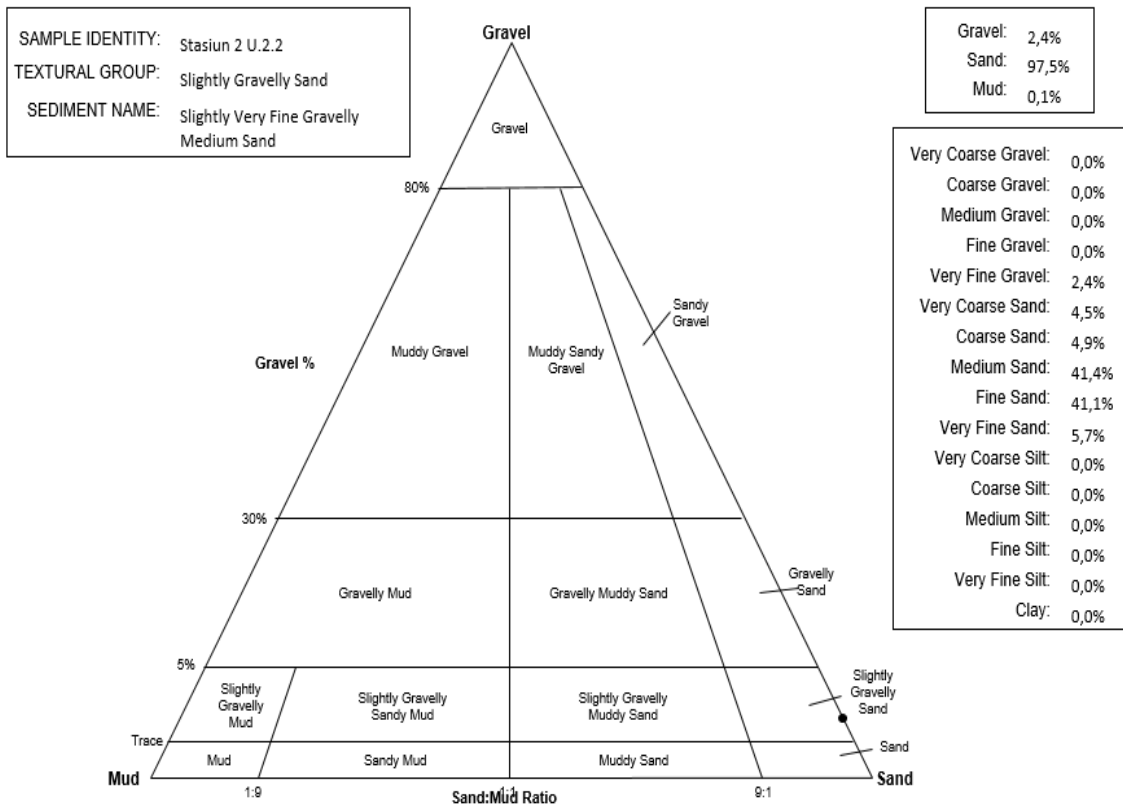 SAMPLE IDENTITY: Stasiun 2 U.2.2
TEXTURAL GROUP: Slightly Gravelly Sand
SEDIMENT NAME: Slightly Very Fine Gravelly
Medium Sand
Gravel: 2,4%
Sand: 97,5%
Mud: 0,1%
Very Coarse Gravel: 0,0%
Coarse Gravel: 0,0%
Medium Gravel: 0,0%
Fine Gravel: 0,0%
Very Fine Gravel: 2,4%
Very Coarse Sand: 4,5%
Coarse Sand: 4,9%
Medium Sand: 41,4%
Fine Sand: 41,1%
Very Fine Sand: 5,7%
Very Coarse Silt: 0,0%
Coarse Silt: 0,0%
Medium Silt: 0,0%
Fine Silt: 0,0%
Very Fine Silt: 0,0%
Clay: 0,0%
Gravel
Gravel
80%
Sandy
Gravel
Muddy Gravel
Muddy Sandy
Gravel
Gravel %
30%
Gravelly
Sand
Gravelly Mud
Gravelly Muddy Sand
5%
Slightly
Gravelly
Mud
Slightly Gravelly
Sandy Mud
Slightly Gravelly
Muddy Sand
Slightly
Gravelly
Sand
Trace
Mud
Sandy Mud
Muddy Sand
Sand
Mud
Sand
1:9
1:1
9:1
Sand:Mud Ratio